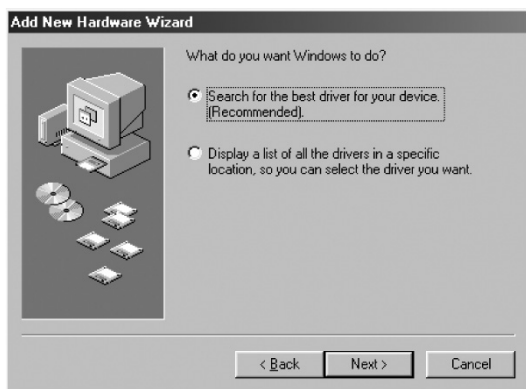 Add New Hardware Wizard
What do you want Windows to do?
Search for the best driver for your device.
(Recommended).
Display a list of all the drivers in a specific
location, so you can select the driver you want.
< Back
Next >
Cancel